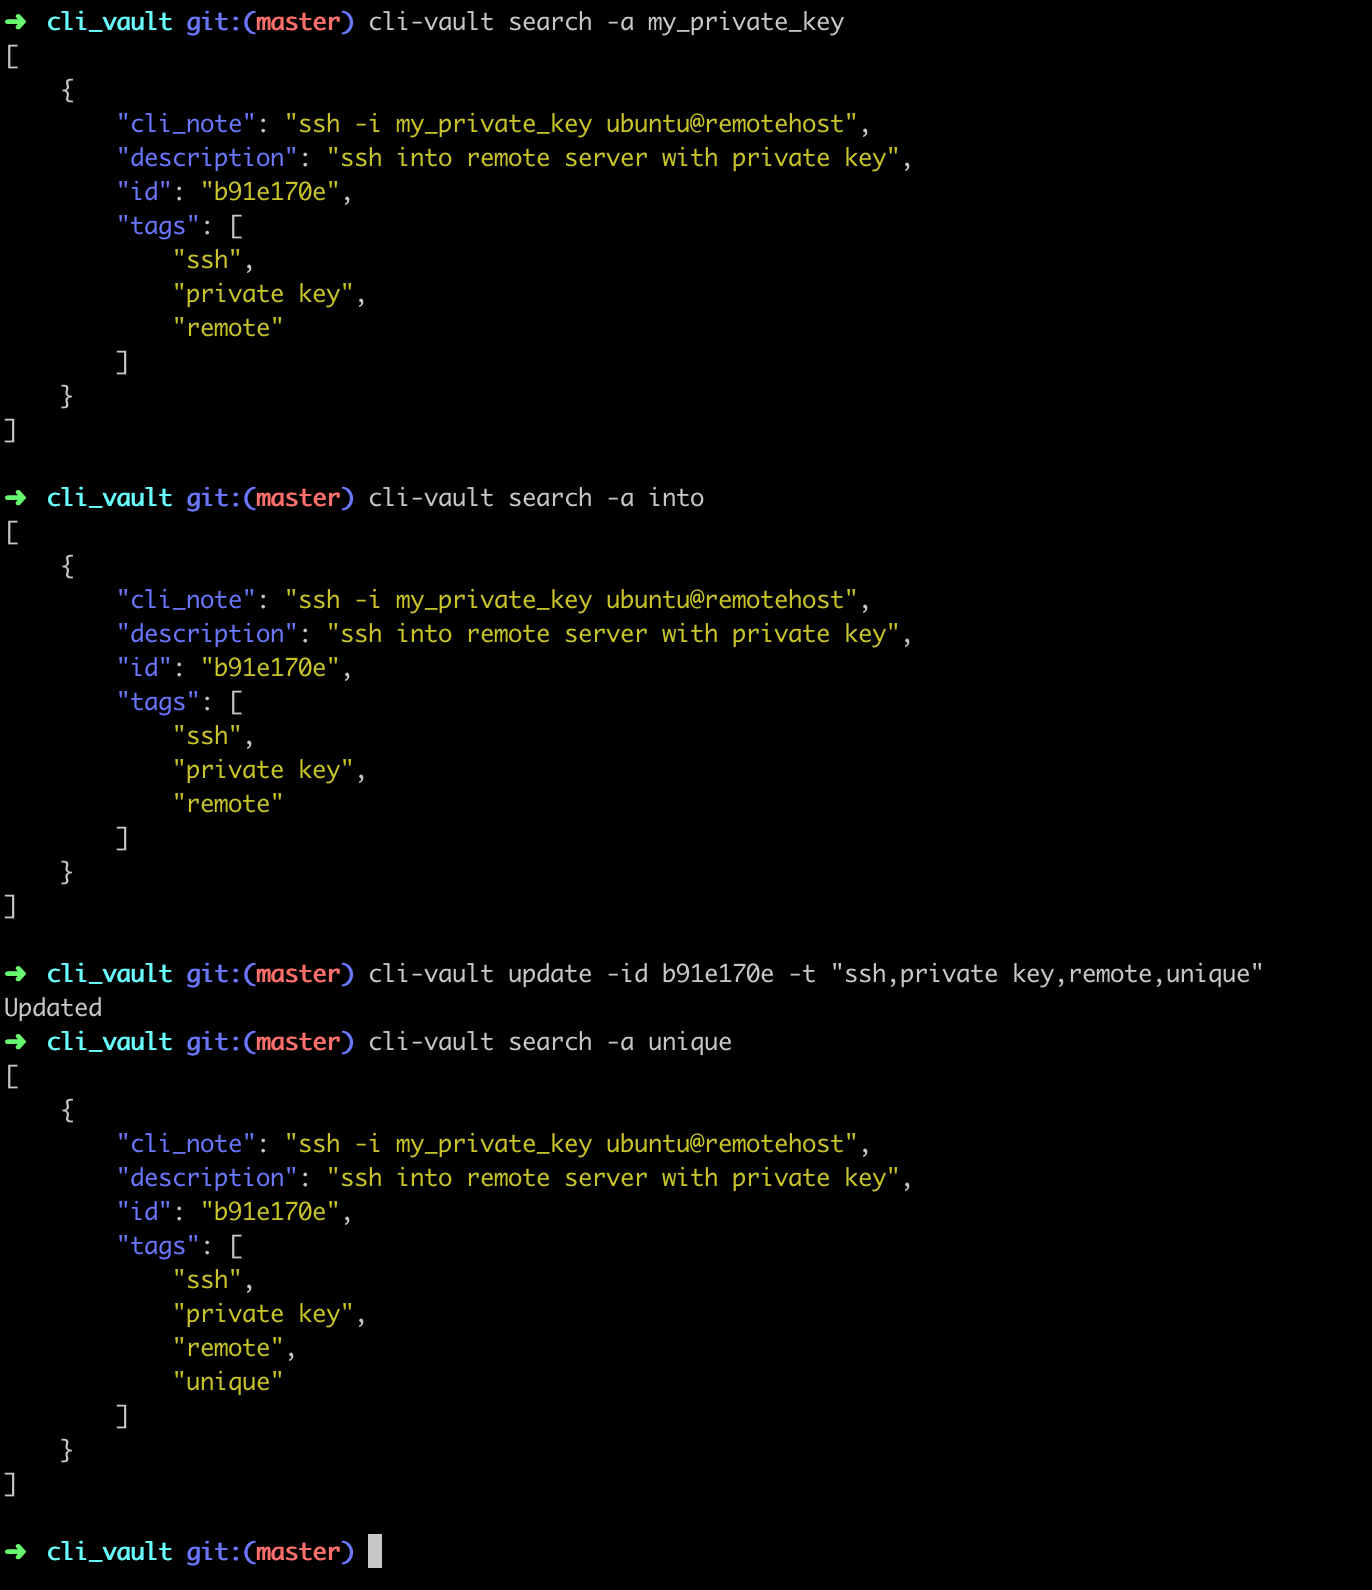 ➜  cli_vault git:(master) cli-vault search -a my_private_key
[
    {
        "cli_note": "ssh -i my_private_key ubuntu@remotehost",
        "description": "ssh into remote server with private key",
        "id": "b91e170e",
        "tags": [
            "ssh",
            "private key",
            "remote"
        ]
    }
]

➜  cli_vault git:(master) cli-vault search -a into
[
    {
        "cli_note": "ssh -i my_private_key ubuntu@remotehost",
        "description": "ssh into remote server with private key",
        "id": "b91e170e",
        "tags": [
            "ssh",
            "private key",
            "remote"
        ]
    }
]

➜  cli_vault git:(master) cli-vault update -id b91e170e -t "ssh,private key,remote,unique"
Updated
➜  cli_vault git:(master) cli-vault search -a unique
[
    {
        "cli_note": "ssh -i my_private_key ubuntu@remotehost",
        "description": "ssh into remote server with private key",
        "id": "b91e170e",
        "tags": [
            "ssh",
            "private key",
            "remote",
            "unique"
        ]
    }
]

➜  cli_vault git:(master)